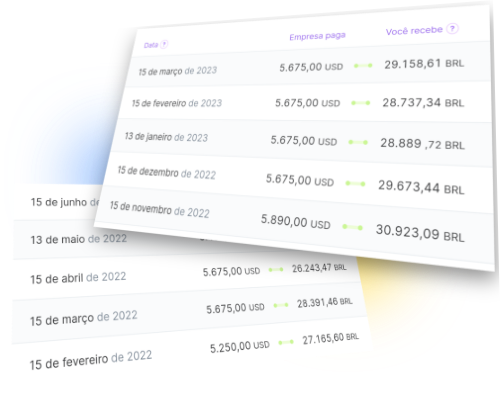 Data ? Empresa paga Você recebe ?
15 de março de 2023 5.675,00 USD 29.158,61 BRL
15 de fevereiro de 2023 5.675,00 USD 28.737,34 BRL
13 de janeiro de 2023 5.675,00 USD 28.889 ,72 BRL
15 de dezembro de 2022 5.675,00 USD 29.673,44 BRL
15 de novembro de 2022 5.890,00 USD 30.923,09 BRL
15 de junho
13 de maio de 2022
15 de abril de 2022 5.675,00 USD 26.243,47 BRL
15 de março de 2022 5.675,00 USD 28.391,46 BRL
15 de fevereiro de 2022 5.250,00 USD 27.165,60 BRL